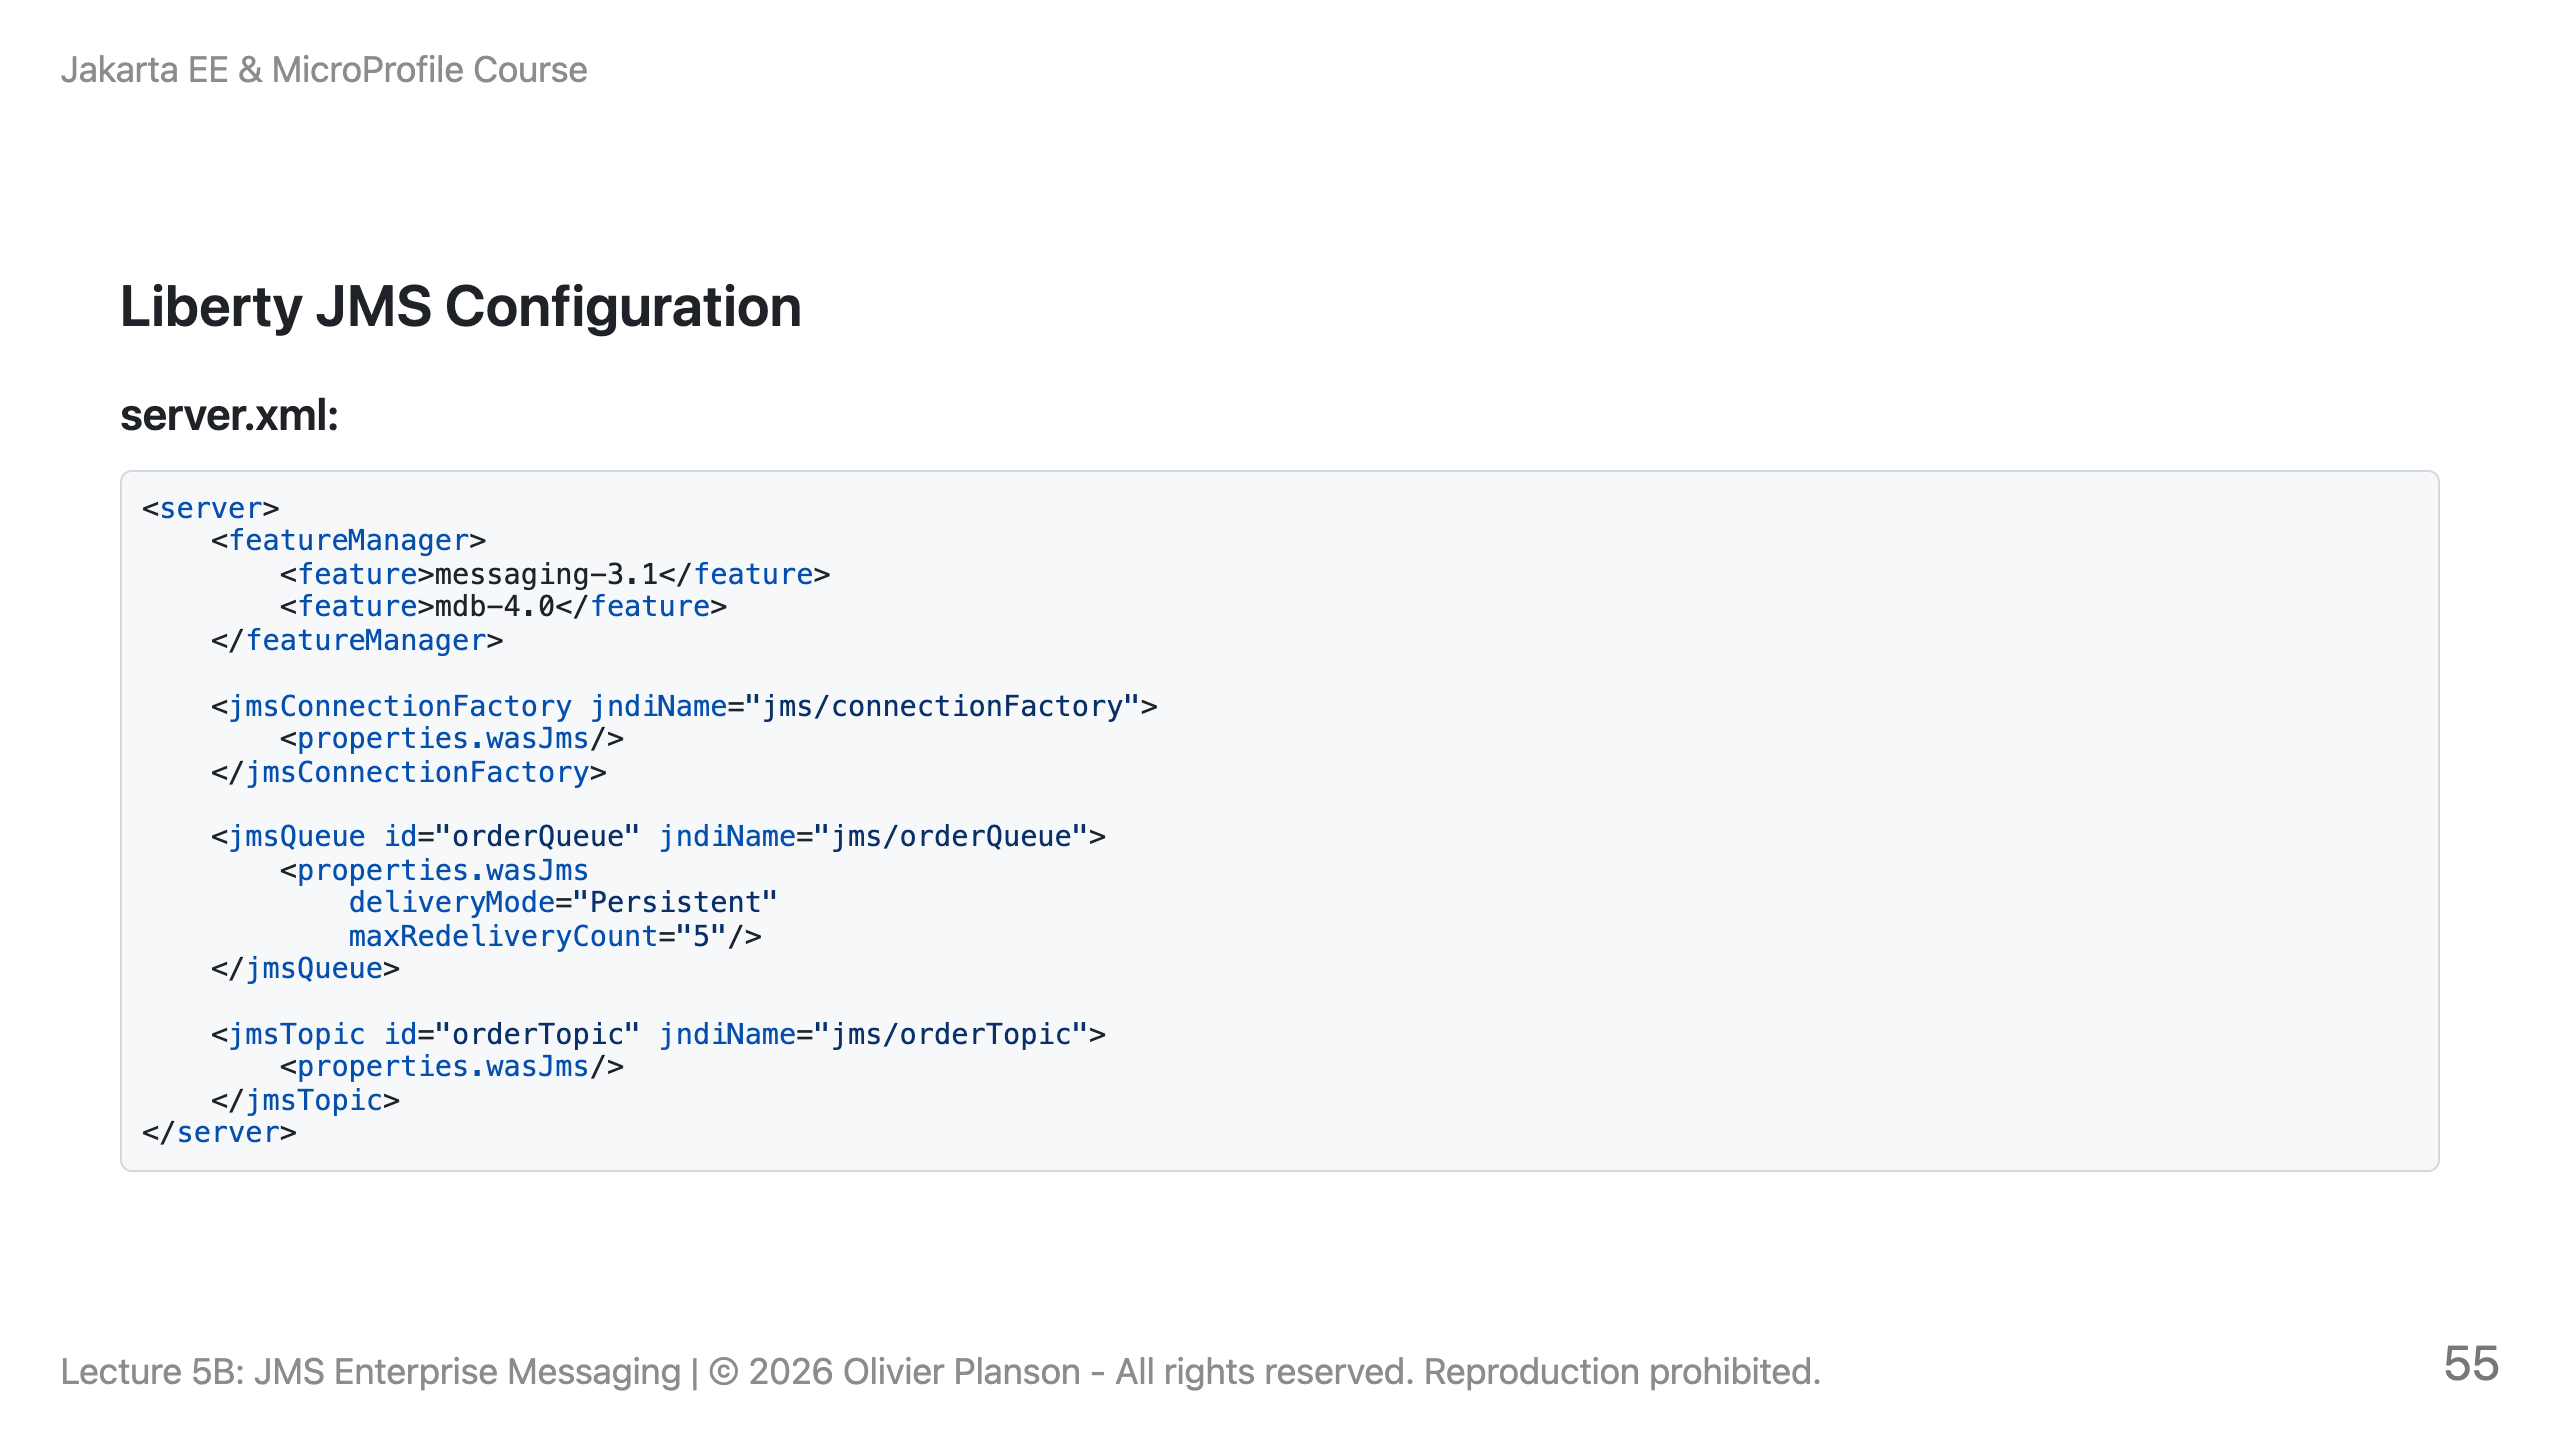 Jakarta EE & MicroProfile Course
Liberty JMS Configuration
server.xml:
<server>
    <featureManager>
        <feature>messaging-3.1</feature>
        <feature>mdb-4.0</feature>
    </featureManager>

    <jmsConnectionFactory jndiName="jms/connectionFactory">
        <properties.wasJms/>
    </jmsConnectionFactory>

    <jmsQueue id="orderQueue" jndiName="jms/orderQueue">
        <properties.wasJms
            deliveryMode="Persistent"
            maxRedeliveryCount="5"/>
    </jmsQueue>

    <jmsTopic id="orderTopic" jndiName="jms/orderTopic">
        <properties.wasJms/>
    </jmsTopic>
</server>
Lecture 5B: JMS Enterprise Messaging | © 2026 Olivier Planson - All rights reserved. Reproduction prohibited.
55